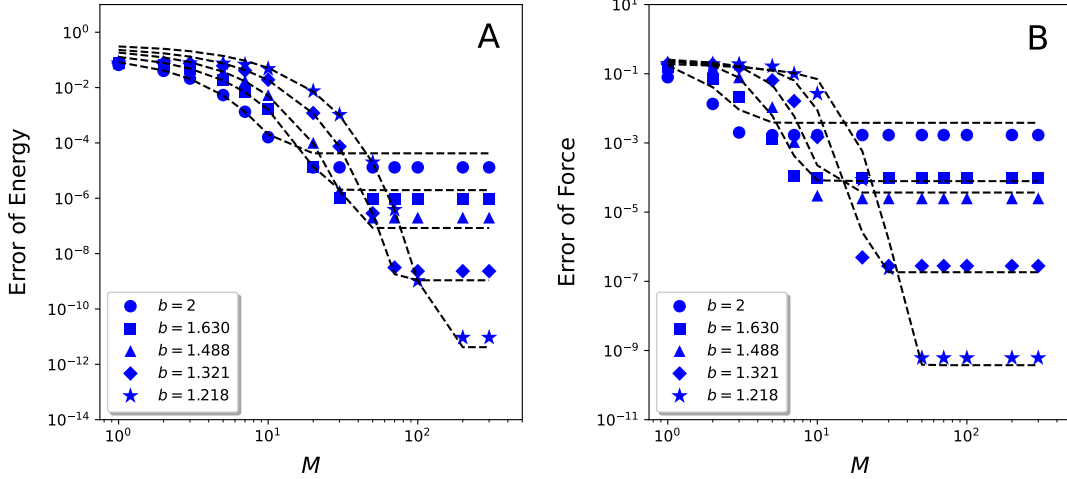 A
Error of Energy
10^0
10^-2
10^-4
10^-6
10^-8
10^-10
10^-12
10^-14
b = 2
b = 1.630
b = 1.488
b = 1.321
b = 1.218
10^0
10^1
10^2
M
B
Error of Force
10^1
10^-1
10^-3
10^-5
10^-7
10^-9
10^-11
b = 2
b = 1.630
b = 1.488
b = 1.321
b = 1.218
10^0
10^1
10^2
M